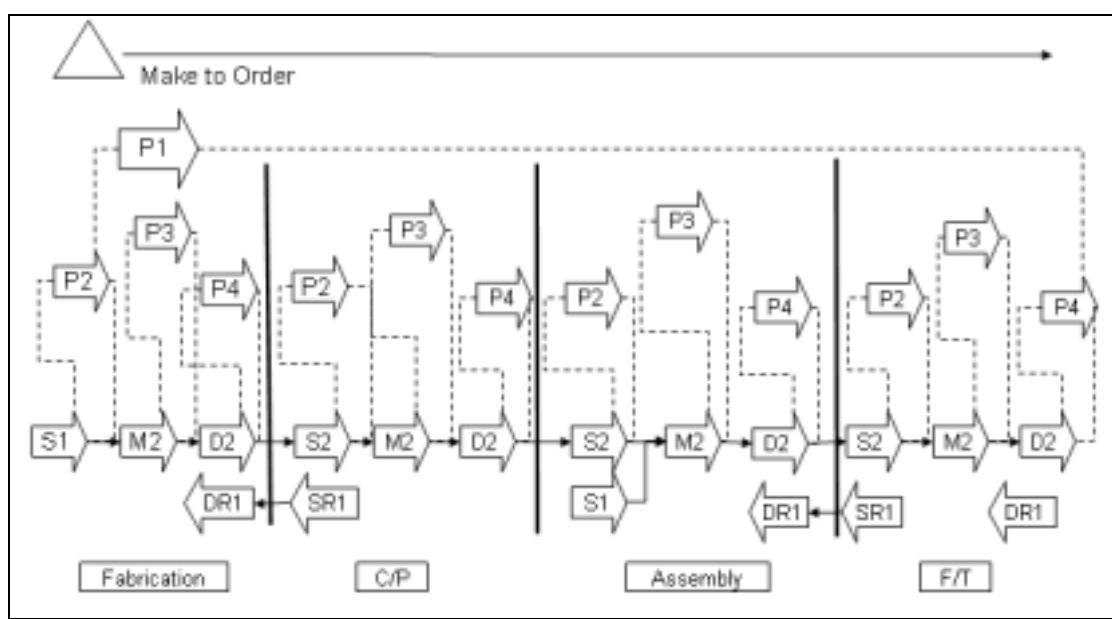 Make to Order
P1
P3 P3 P3 P3
P2 P4 P2 P4 P2 P4 P2 P4
S1 M2 D2 S2 M2 D2 S2 M2 D2 S2 M2 D2
DR1 SR1 S1 DR1 SR1 DR1
Fabrication C/P Assembly F/T